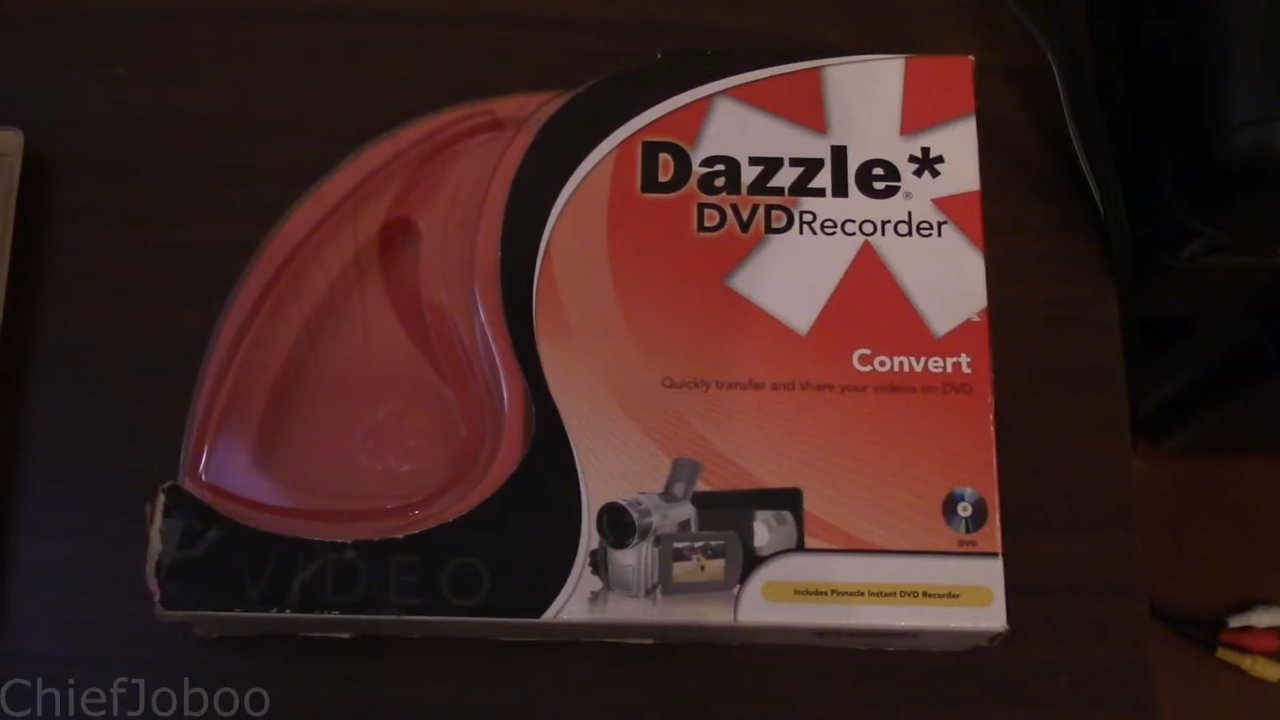 Dazzle*®
DVDRecorder
Convert
Quickly transfer and share your videos on DVD
DVD
Includes Pinnacle Instant DVD Recorder
VIDEO
ChiefJoboo